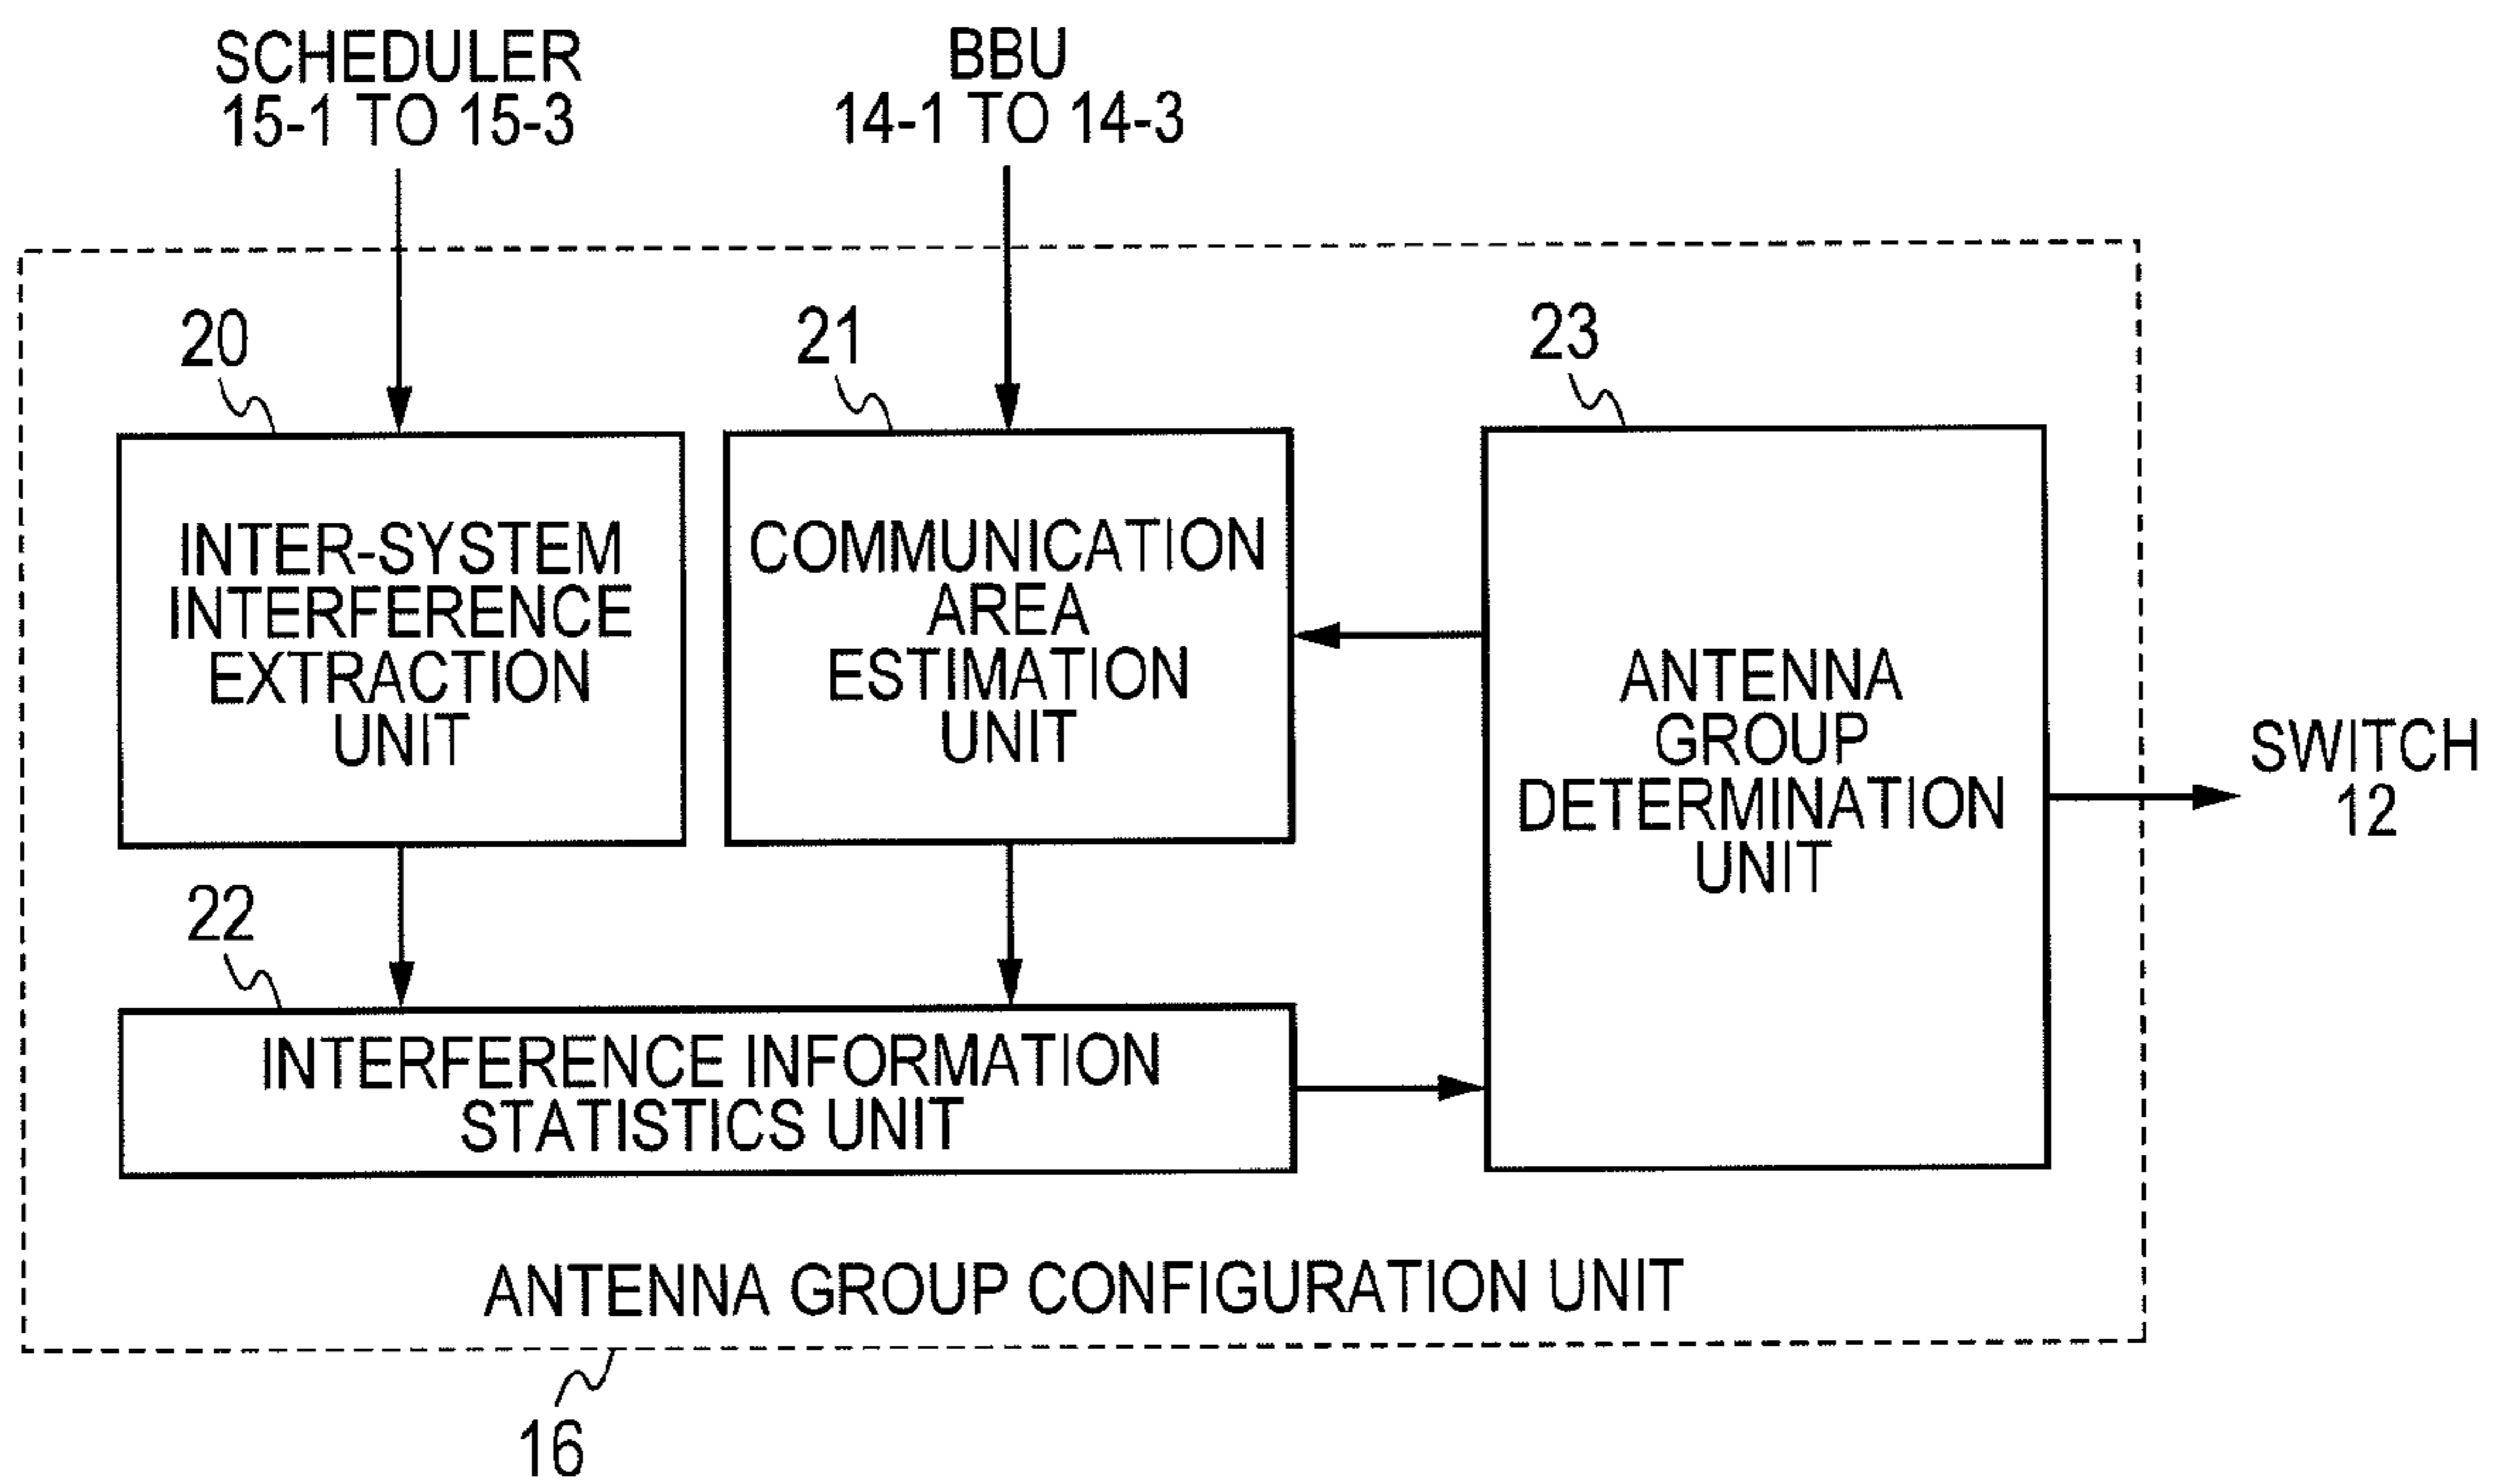 SCHEDULER
15-1 TO 15-3
BBU
14-1 TO 14-3
20
21
23
INTER-SYSTEM
INTERFERENCE
EXTRACTION
UNIT
COMMUNICATION
AREA
ESTIMATION
UNIT
ANTENNA
GROUP
DETERMINATION
UNIT
SWITCH
12
22
INTERFERENCE INFORMATION
STATISTICS UNIT
ANTENNA GROUP CONFIGURATION UNIT
16